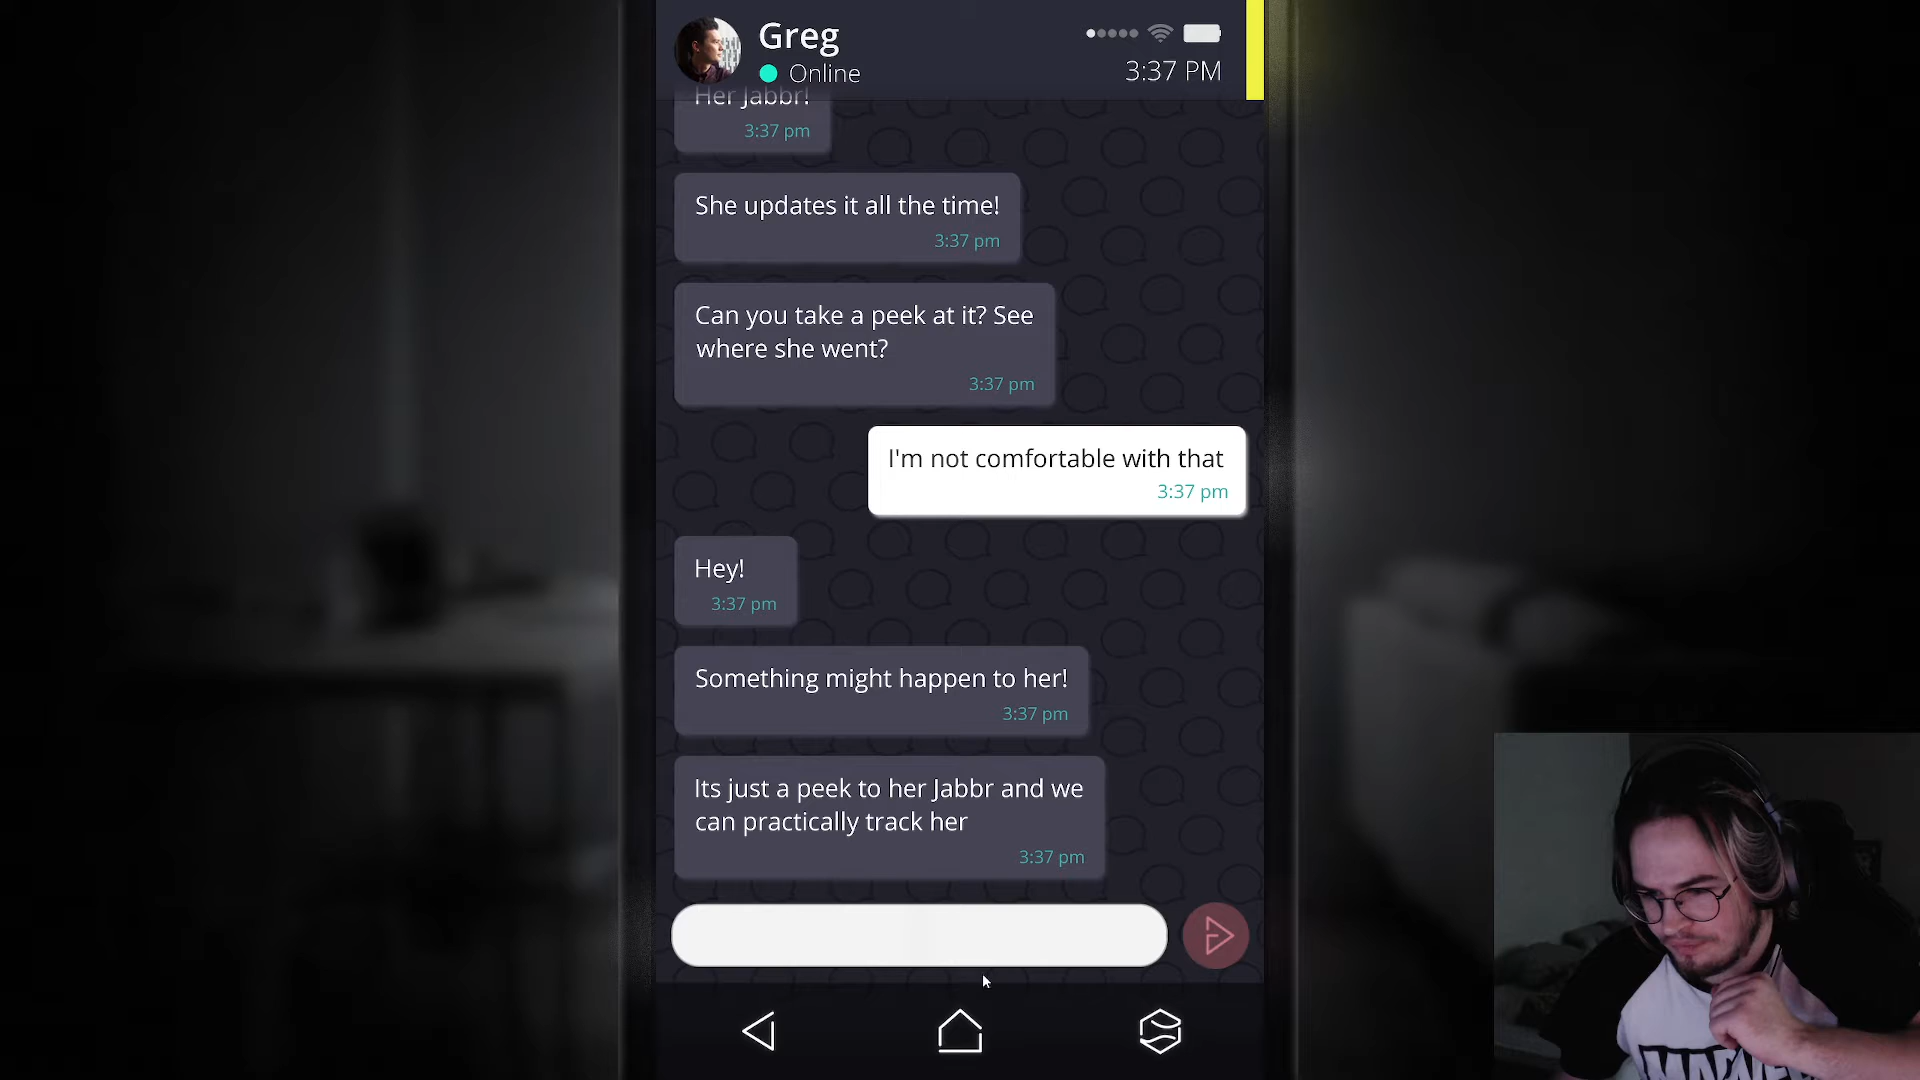 Greg
Online
3:37 PM
Her Jabbr!
3:37 pm
She updates it all the time!
3:37 pm
Can you take a peek at it? See
where she went?
3:37 pm
I'm not comfortable with that
3:37 pm
Hey!
3:37 pm
Something might happen to her!
3:37 pm
Its just a peek to her Jabbr and we
can practically track her
3:37 pm